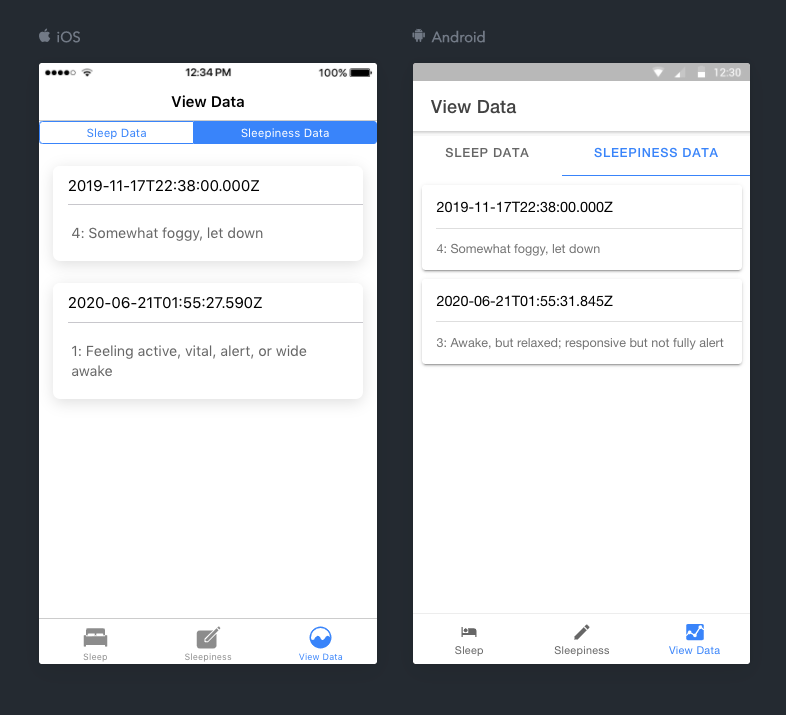 iOS
12:34 PM
100%
View Data
Sleep Data
Sleepiness Data
2019-11-17T22:38:00.000Z
4: Somewhat foggy, let down
2020-06-21T01:55:27.590Z
1: Feeling active, vital, alert, or wide
awake
Sleep
Sleepiness
View Data
Android
12:30
View Data
SLEEP DATA
SLEEPINESS DATA
2019-11-17T22:38:00.000Z
4: Somewhat foggy, let down
2020-06-21T01:55:31.845Z
3: Awake, but relaxed; responsive but not fully alert
Sleep
Sleepiness
View Data